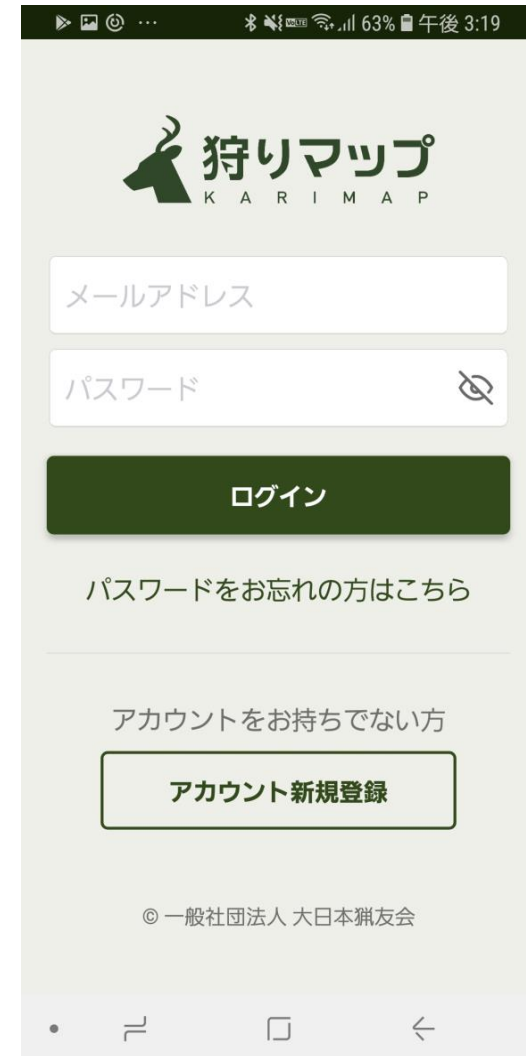 63% 午後 3:19
狩りマップ
KARIMAP
メールアドレス
パスワード
ログイン
パスワードをお忘れの方はこちら
アカウントをお持ちでない方
アカウント新規登録
© 一般社団法人 大日本猟友会